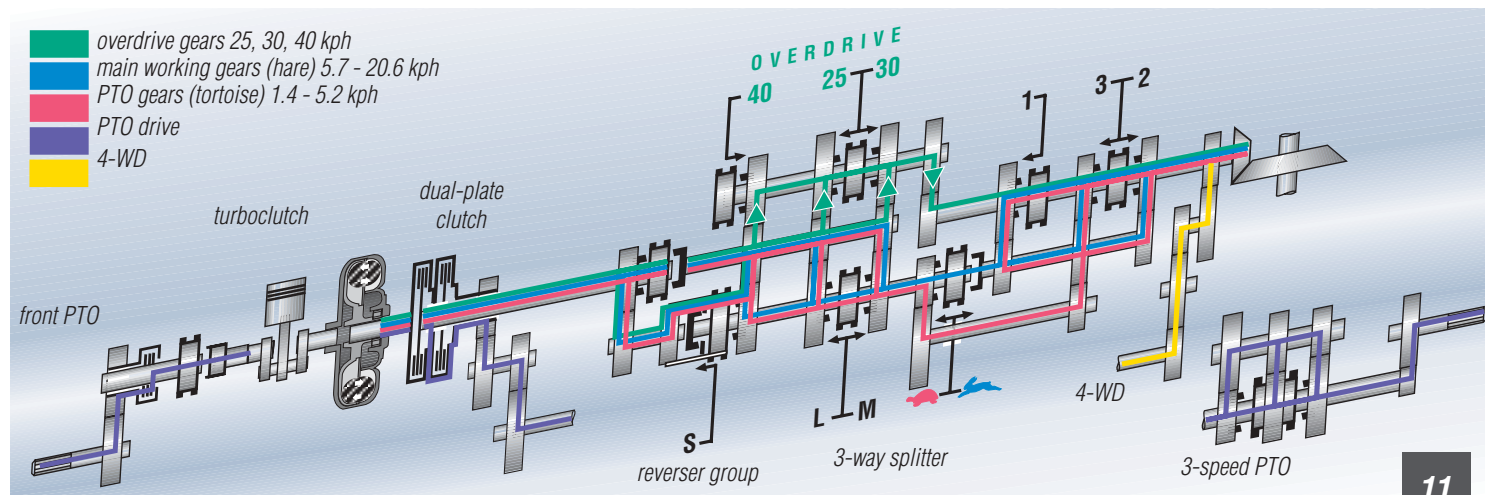 overdrive gears 25, 30, 40 kph
main working gears (hare) 5.7 - 20.6 kph
PTO gears (tortoise) 1.4 - 5.2 kph
PTO drive
4-WD
OVERDRIVE
40
25
30
1
3
2
turboclutch
dual-plate
clutch
front PTO
S
reverser group
L
M
3-way splitter
4-WD
3-speed PTO
11